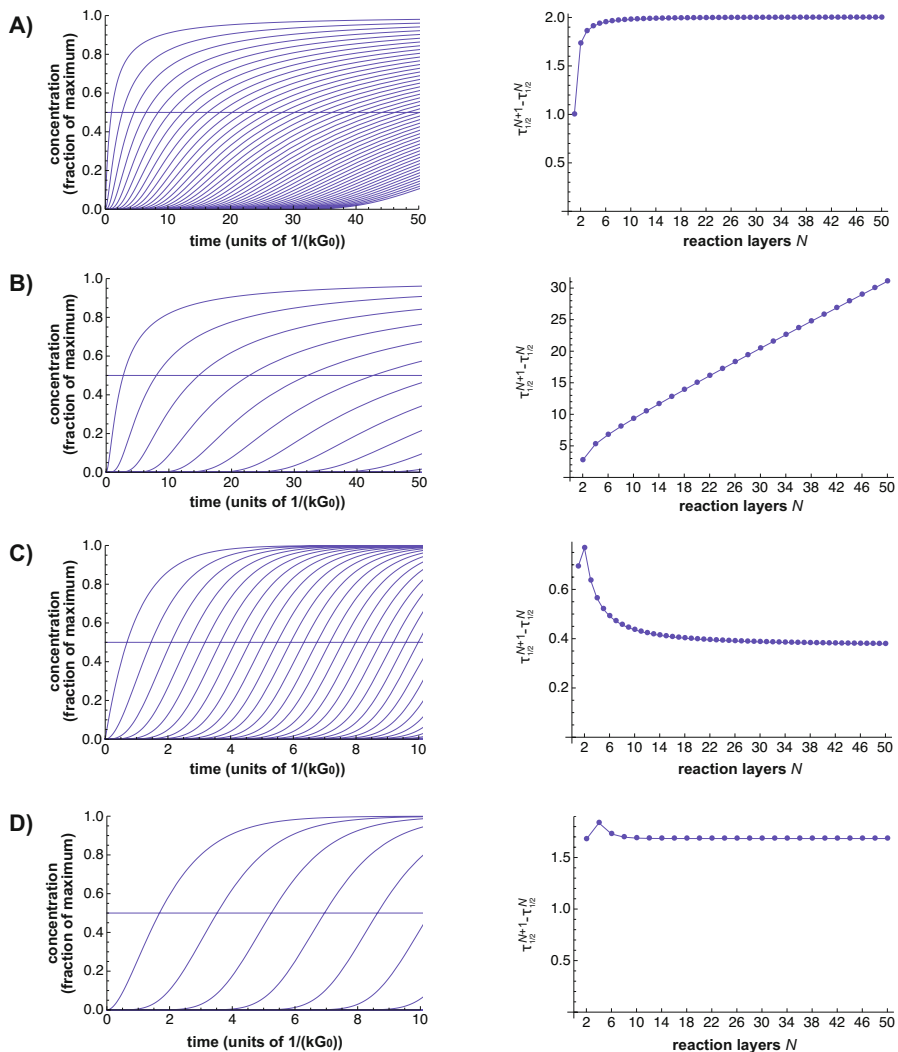 A)
concentration
(fraction of maximum)
1.0
0.8
0.6
0.4
0.2
0.0
0 10 20 30 40 50
time (units of 1/(kG₀))
τ₁/₂ᴺ⁺¹-τ₁/₂ᴺ
2.0
1.5
1.0
0.5
2 6 10 14 18 22 26 30 34 38 42 46 50
reaction layers N
B)
concentration
(fraction of maximum)
1.0
0.8
0.6
0.4
0.2
0.0
0 10 20 30 40 50
time (units of 1/(kG₀))
τ₁/₂ᴺ⁺¹-τ₁/₂ᴺ
30
25
20
15
10
5
2 6 10 14 18 22 26 30 34 38 42 46 50
reaction layers N
C)
concentration
(fraction of maximum)
1.0
0.8
0.6
0.4
0.2
0.0
0 2 4 6 8 10
time (units of 1/(kG₀))
τ₁/₂ᴺ⁺¹-τ₁/₂ᴺ
0.6
0.4
0.2
2 6 10 14 18 22 26 30 34 38 42 46 50
reaction layers N
D)
concentration
(fraction of maximum)
1.0
0.8
0.6
0.4
0.2
0.0
0 2 4 6 8 10
time (units of 1/(kG₀))
τ₁/₂ᴺ⁺¹-τ₁/₂ᴺ
1.5
1.0
0.5
2 6 10 14 18 22 26 30 34 38 42 46 50
reaction layers N